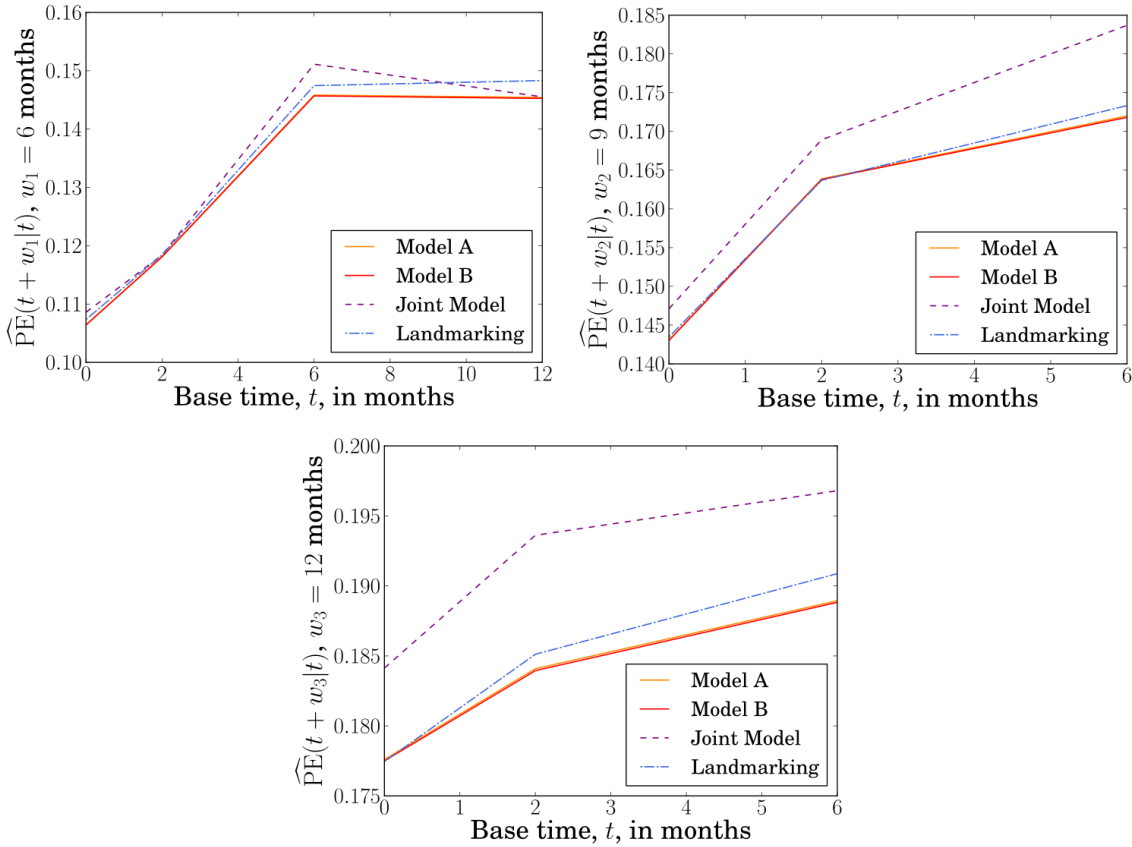 0.16
0.15
0.14
0.13
0.12
0.11
0.10
0 2 4 6 8 10 12
Base time, t, in months
P̂E(t + w₁|t), w₁ = 6 months
Model A
Model B
Joint Model
Landmarking
0.185
0.180
0.175
0.170
0.165
0.160
0.155
0.150
0.145
0.140
0 1 2 3 4 5 6
Base time, t, in months
P̂E(t + w₂|t), w₂ = 9 months
Model A
Model B
Joint Model
Landmarking
0.200
0.195
0.190
0.185
0.180
0.175
0 1 2 3 4 5 6
Base time, t, in months
P̂E(t + w₃|t), w₃ = 12 months
Model A
Model B
Joint Model
Landmarking